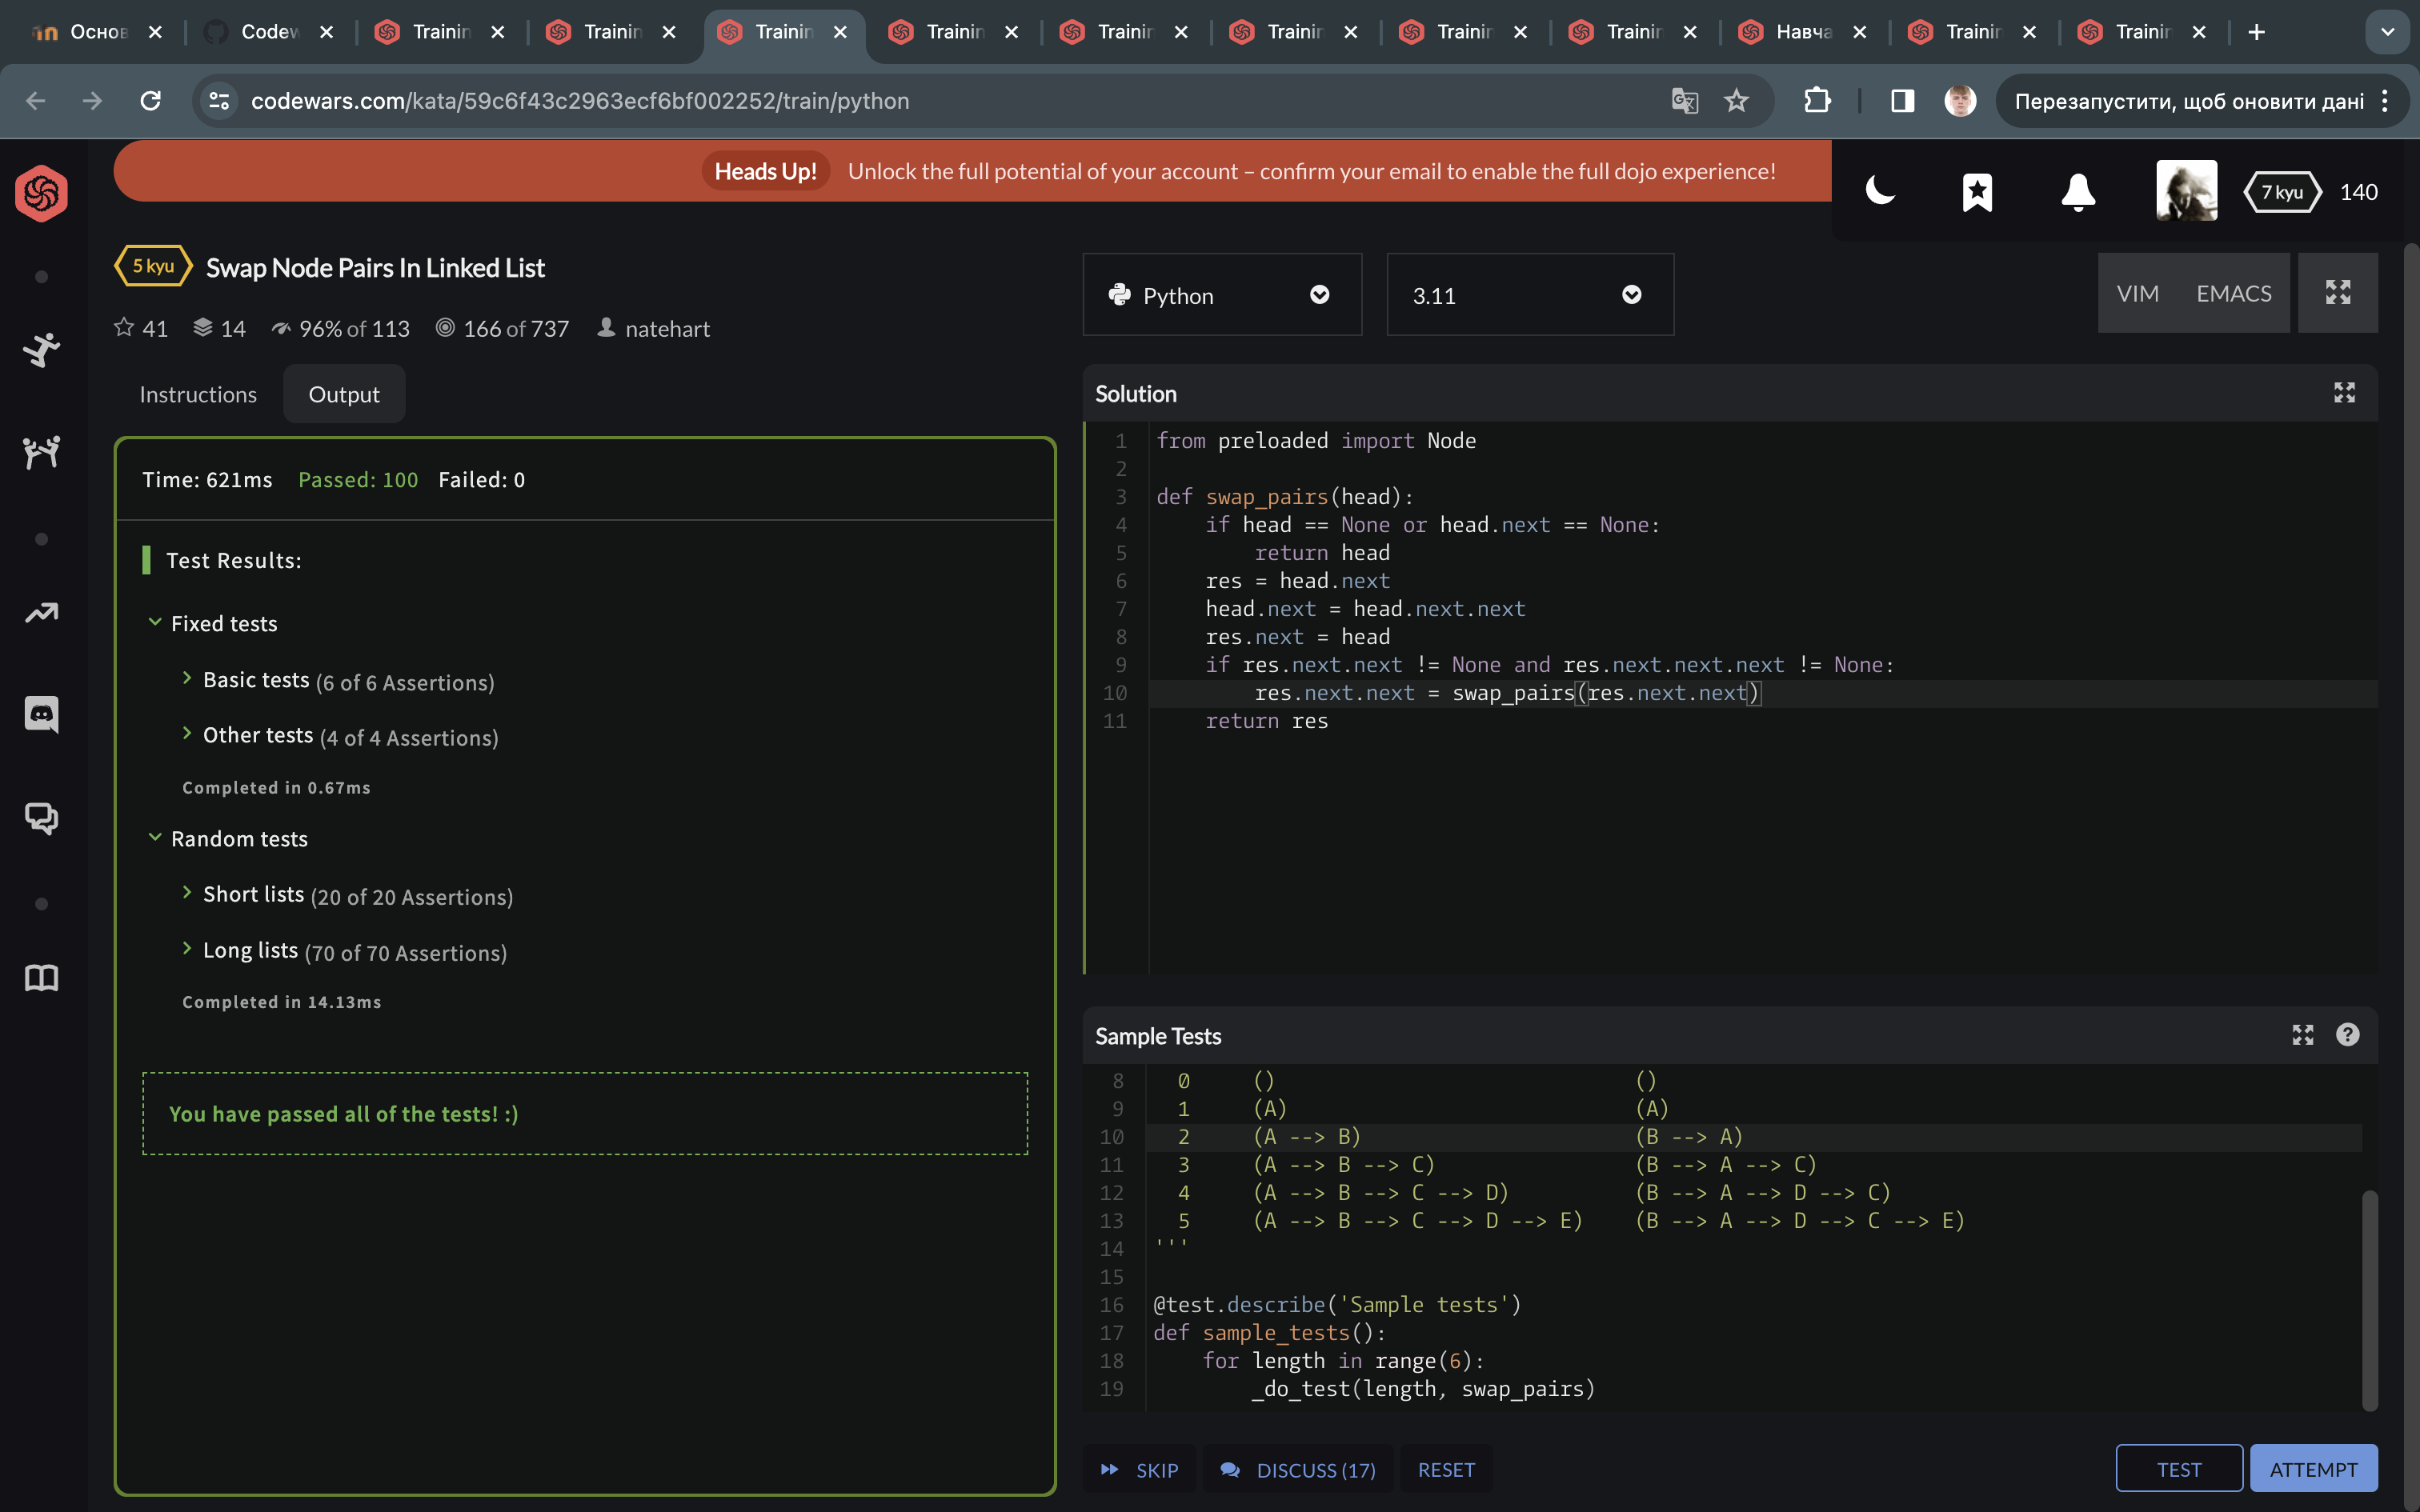 Основ
Codew
Trainin
Trainin
Trainin
Trainin
Trainin
Trainin
Trainin
Trainin
Навча
Trainin
Trainin
codewars.com/kata/59c6f43c2963ecf6bf002252/train/python
Перезапустити, щоб оновити дані
Heads Up! Unlock the full potential of your account – confirm your email to enable the full dojo experience!
7 kyu 140
5 kyu Swap Node Pairs In Linked List
41 14 96% of 113 166 of 737 natehart
Python
3.11
VIM EMACS
Instructions Output
Time: 621ms Passed: 100 Failed: 0
Test Results:
Fixed tests
Basic tests (6 of 6 Assertions)
Other tests (4 of 4 Assertions)
Completed in 0.67ms
Random tests
Short lists (20 of 20 Assertions)
Long lists (70 of 70 Assertions)
Completed in 14.13ms
You have passed all of the tests! :)
Solution
1 from preloaded import Node
2
3 def swap_pairs(head):
4 if head == None or head.next == None:
5 return head
6 res = head.next
7 head.next = head.next.next
8 res.next = head
9 if res.next.next != None and res.next.next.next != None:
10 res.next.next = swap_pairs(res.next.next)
11 return res
Sample Tests
8 0 () ()
9 1 (A) (A)
10 2 (A --> B) (B --> A)
11 3 (A --> B --> C) (B --> A --> C)
12 4 (A --> B --> C --> D) (B --> A --> D --> C)
13 5 (A --> B --> C --> D --> E) (B --> A --> D --> C --> E)
14 '''
15
16 @test.describe('Sample tests')
17 def sample_tests():
18 for length in range(6):
19 _do_test(length, swap_pairs)
SKIP DISCUSS (17) RESET TEST ATTEMPT